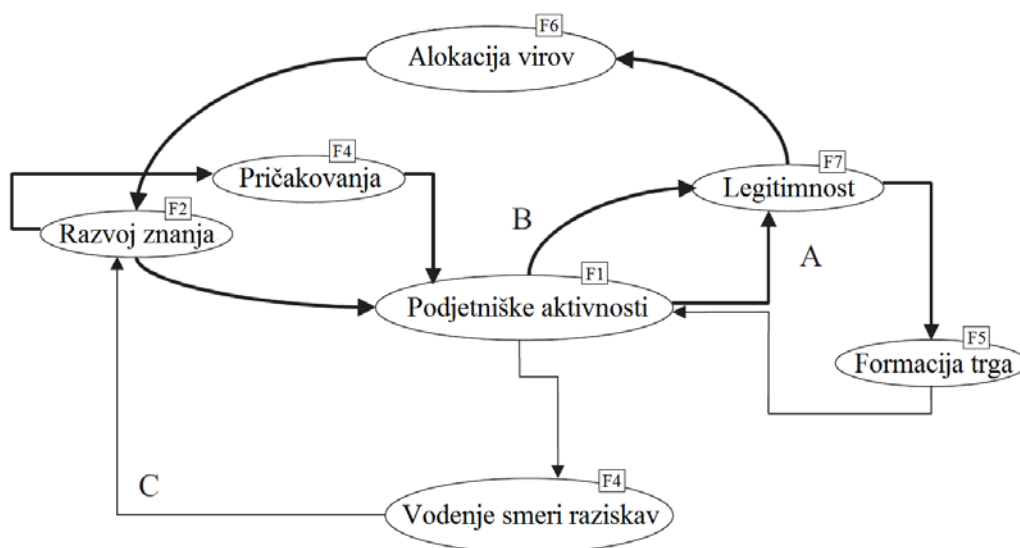 F6
Alokacija virov
F4
Pričakovanja
F7
Legitimnost
F2
Razvoj znanja
B
A
F1
Podjetniške aktivnosti
F5
Formacija trga
C
F4
Vodenje smeri raziskav